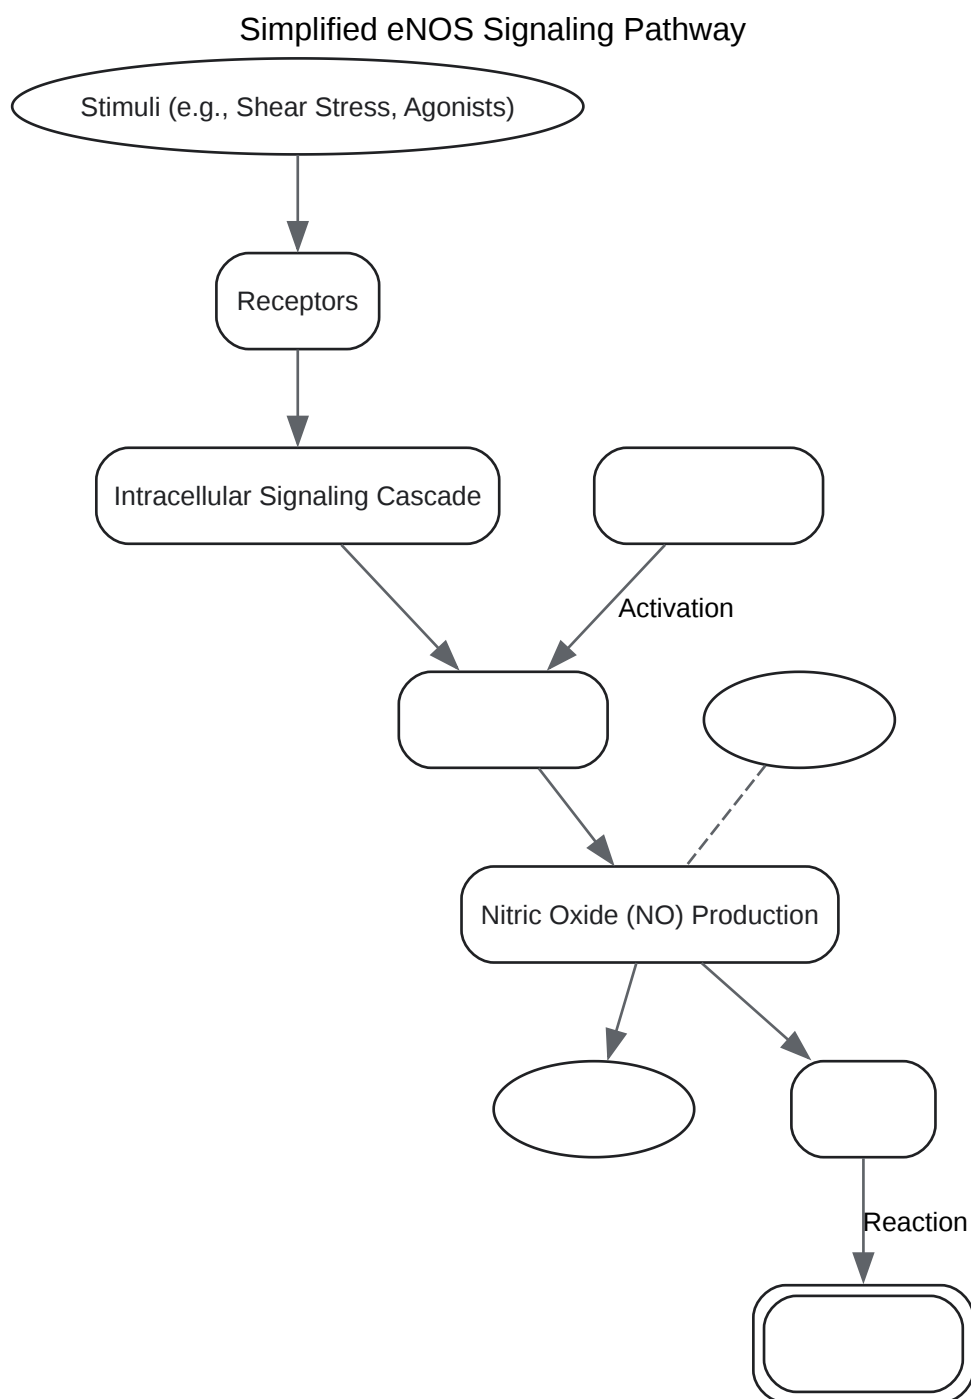 Simplified eNOS Signaling Pathway
Stimuli (e.g., Shear Stress, Agonists)
Receptors
Intracellular Signaling Cascade
Activation
Nitric Oxide (NO) Production
Reaction